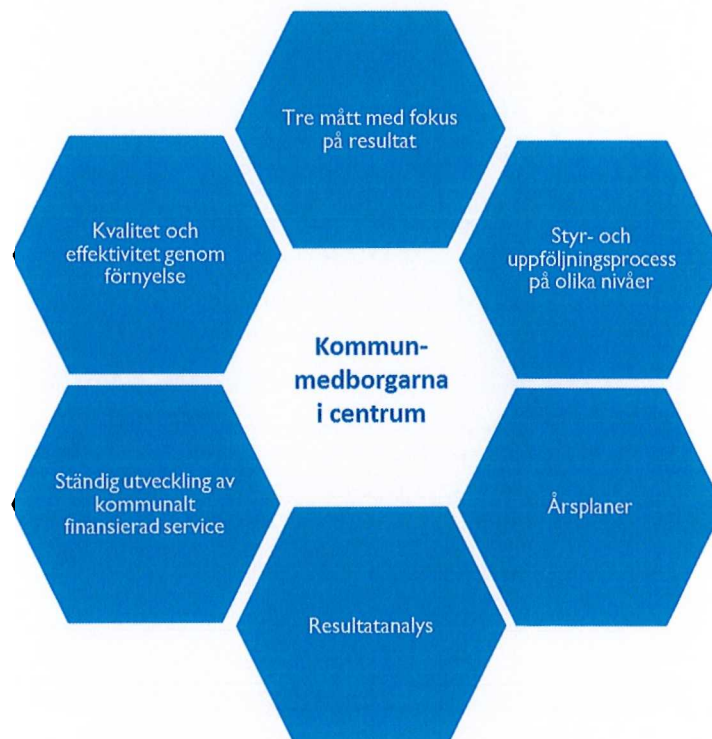 Tre mått med fokus
på resultat
Styr- och
uppföljningsprocess
på olika nivåer
Årsplaner
Resultatanalys
Ständig utveckling av
kommunalt
finansierad service
Kvalitet och
effektivitet genom
förnyelse
Kommun-
medborgarna
i centrum